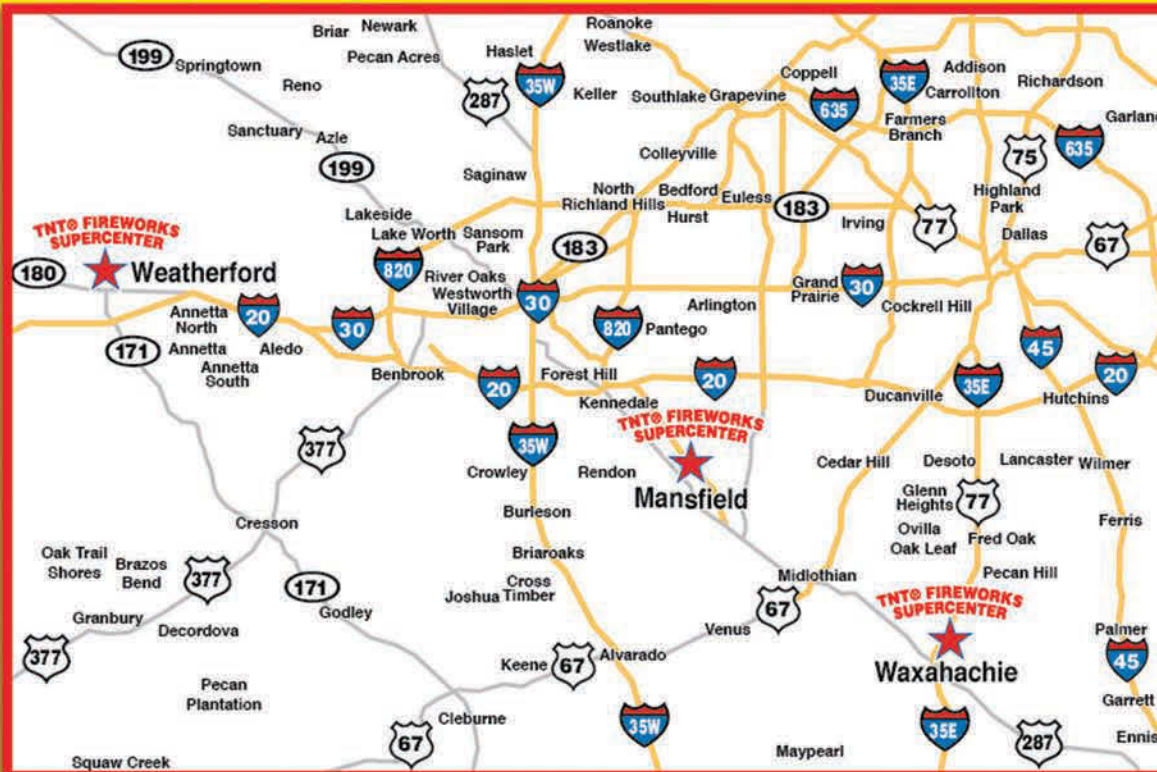 Roanoke
Briar
Newark
Westlake
199
Springtown
Pecan Acres
Haslet
35W
Coppell
35E
Addison
Richardson
Reno
287
Keller
Southlake
Grapevine
635
Carrollton
Farmers
Branch
Garland
Sanctuary
Azle
75
635
199
Saginaw
Colleyville
Highland
Park
North
Richland Hills
Bedford
Hurst
Euless
183
Irving
77
Dallas
67
TNT® FIREWORKS
SUPERCENTER
Lakeside
Lake Worth
Sansom
Park
183
180
Weatherford
820
River Oaks
Westworth
Village
30
Grand
Prairie
30
Cockrell Hill
Arlington
Annetta
North
20
30
820
Pantego
45
171
Annetta
Aledo
Annetta
South
Benbrook
20
Forest Hill
20
35E
20
Kennedale
Ducanville
Hutchins
TNT® FIREWORKS
SUPERCENTER
377
35W
Crowley
Rendon
Mansfield
Cedar Hill
Desoto
Lancaster
Wilmer
Glenn
Heights
77
Burleson
Cresson
Ovilla
Oak Leaf
Fred Oak
Ferris
Oak Trail
Shores
Brazos
Bend
377
171
Briaroaks
Cross
Timber
Joshua
Midlothian
Pecan Hill
TNT® FIREWORKS
SUPERCENTER
Granbury
Decordova
Godley
67
Venus
Palmer
377
Keene
67
Alvarado
Waxahachie
45
Pecan
Plantation
Garrett
Cleburne
67
35W
35E
287
Ennis
Maypearl
Squaw Creek